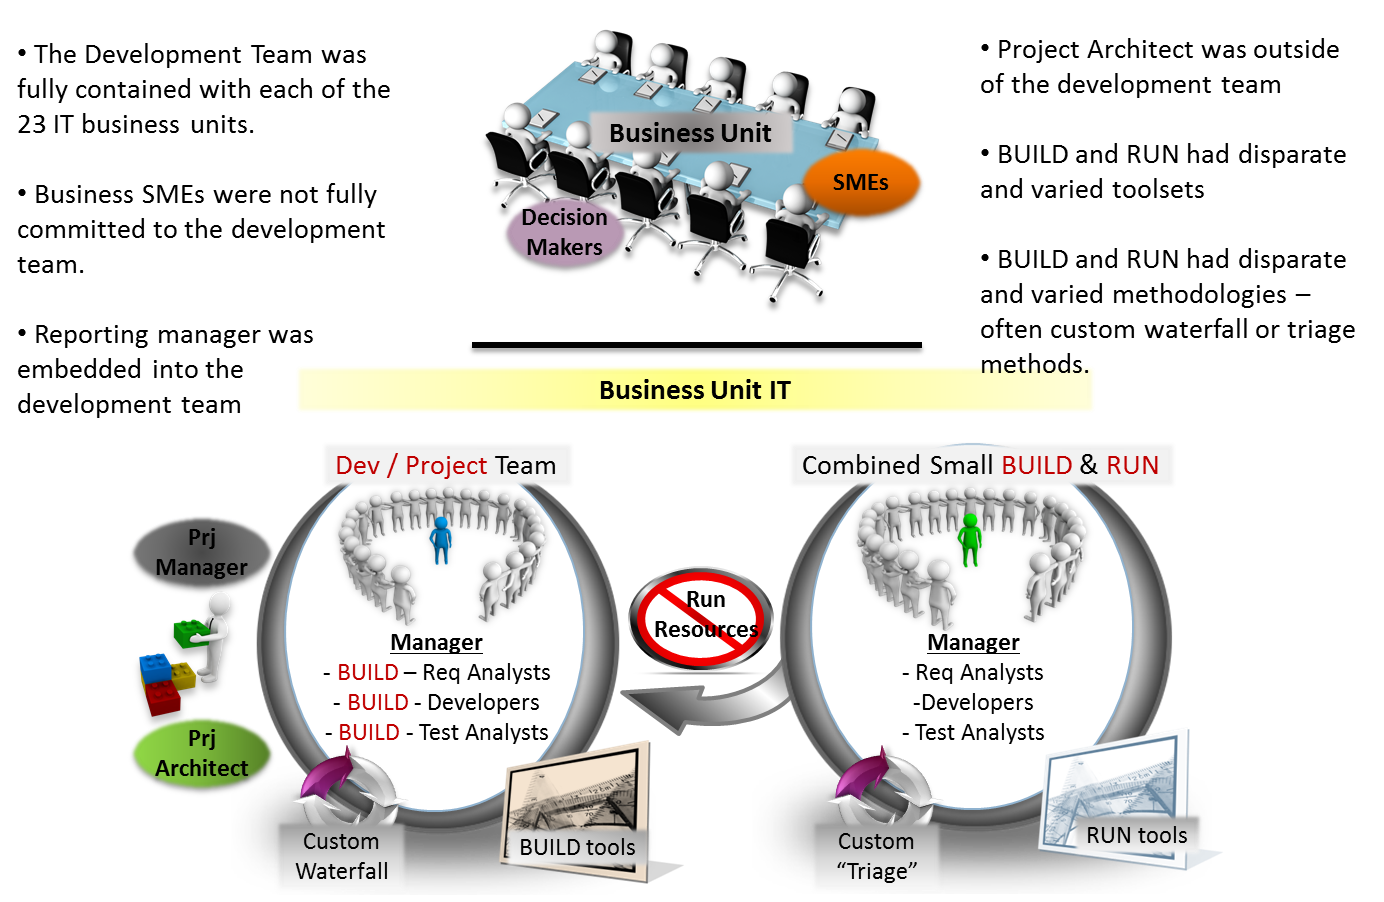 • The Development Team was
fully contained with each of the
23 IT business units.
• Business SMEs were not fully
committed to the development
team.
• Reporting manager was
embedded into the
development team
Business Unit
SMEs
Decision
Makers
• Project Architect was outside
of the development team
• BUILD and RUN had disparate
and varied toolsets
• BUILD and RUN had disparate
and varied methodologies –
often custom waterfall or triage
methods.
Business Unit IT
Dev / Project Team
Prj
Manager
Prj
Architect
Manager
- BUILD – Req Analysts
- BUILD - Developers
- BUILD - Test Analysts
Custom
Waterfall
BUILD tools
Run
Resources
Combined Small BUILD & RUN
Manager
- Req Analysts
-Developers
- Test Analysts
Custom
“Triage”
RUN tools